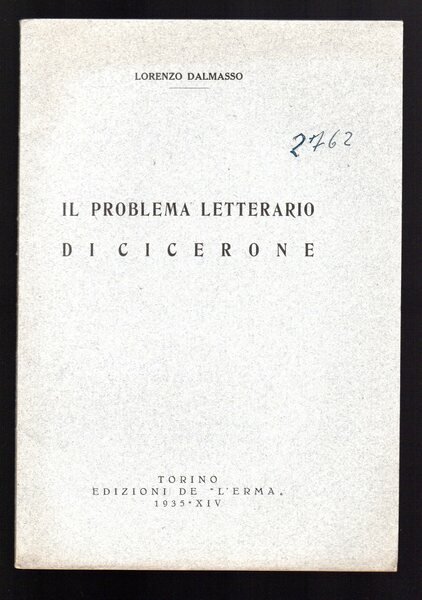 LORENZO DALMASSO
2762
IL PROBLEMA LETTERARIO
DI CICERONE
TORINO
EDIZIONI DE "L'ERMA„
1935-XIV